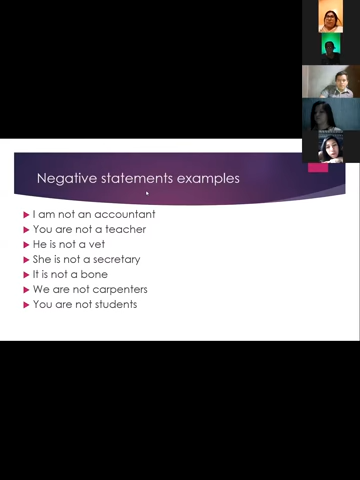 Negative statements examples
I am not an accountant
You are not a teacher
He is not a vet
She is not a secretary
It is not a bone
We are not carpenters
You are not students